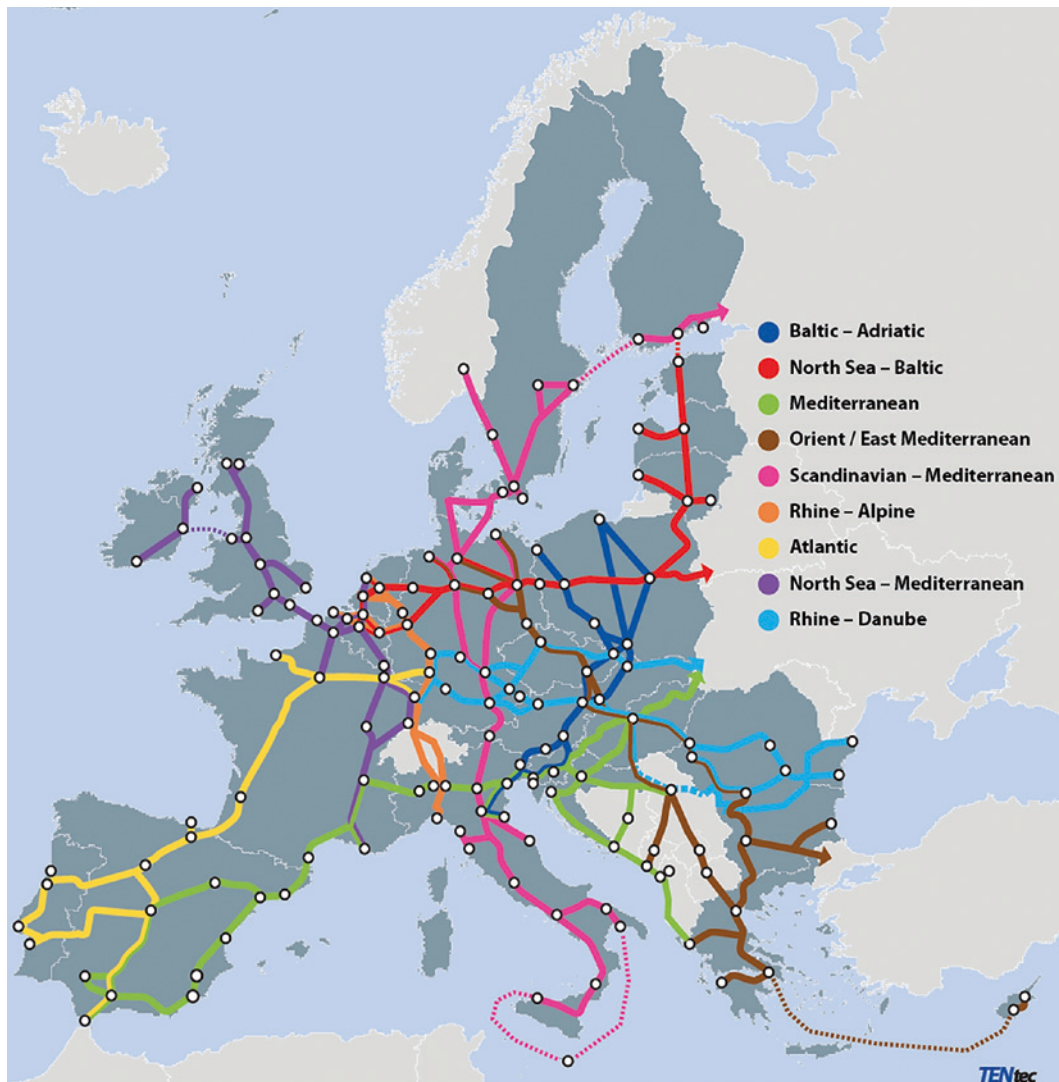 Baltic – Adriatic
North Sea – Baltic
Mediterranean
Orient / East Mediterranean
Scandinavian – Mediterranean
Rhine – Alpine
Atlantic
North Sea – Mediterranean
Rhine – Danube
TENtec